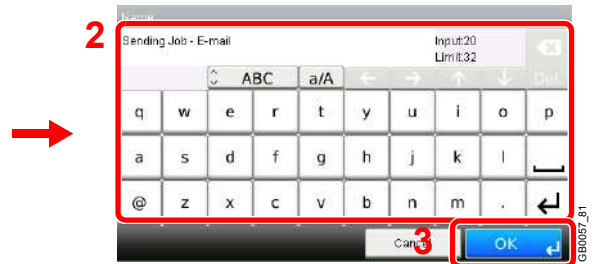 Name
2
Sending Job - E-mail
Input:20
Limit:32
ABC a/A ← → ↑ ↓ Del.
q w e r t y u i o p
a s d f g h j k l
@ z x c v b n m .
3
Cancel OK
GB0057_81